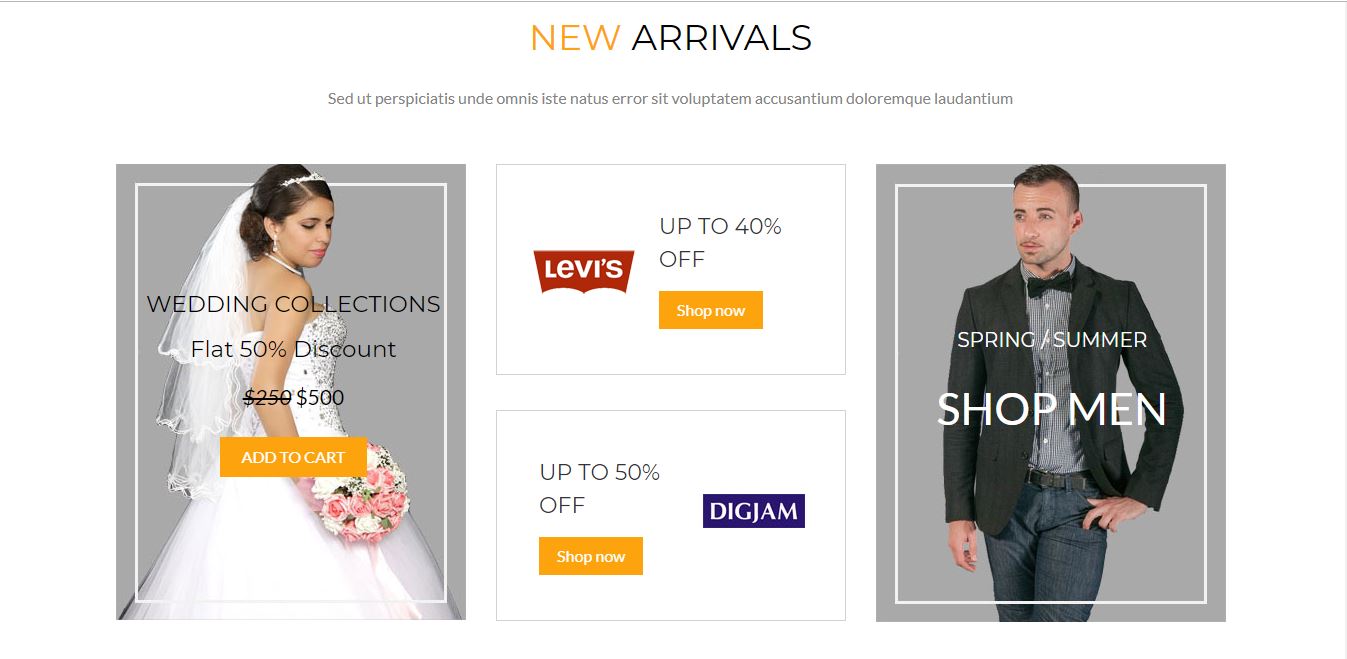 NEW ARRIVALS
Sed ut perspiciatis unde omnis iste natus error sit voluptatem accusantium doloremque laudantium
WEDDING COLLECTIONS
Flat 50% Discount
$250 $500
ADD TO CART
LEVI'S
UP TO 40%
OFF
Shop now
UP TO 50%
OFF
Shop now
DIGJAM
SPRING / SUMMER
SHOP MEN